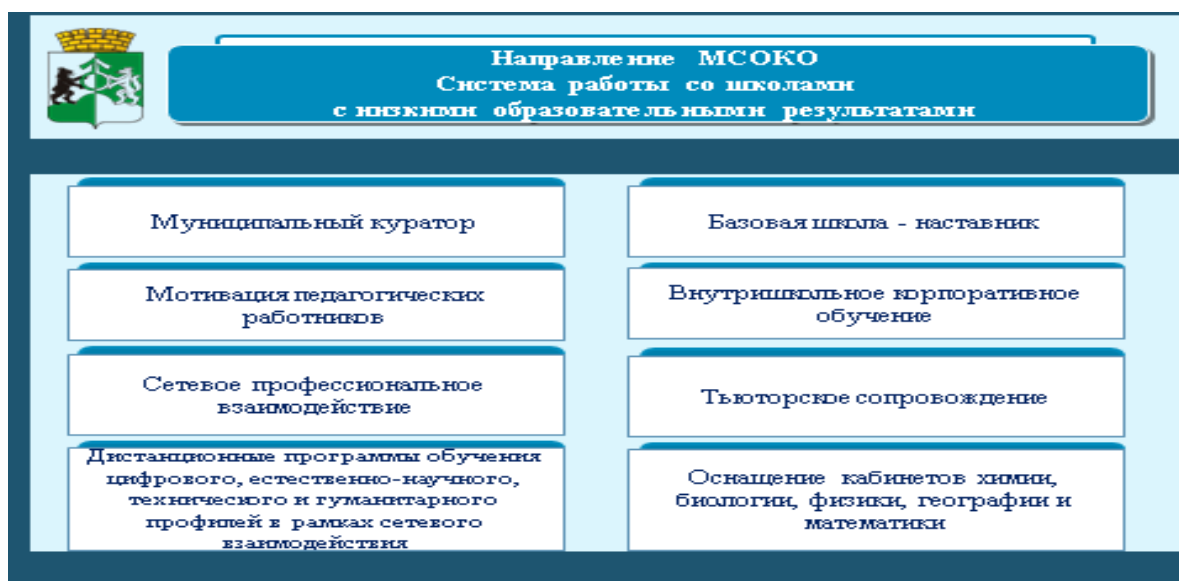 Направление МСОКО
Система работы со школами
с низкими образовательными результатами
Муниципальный куратор
Базовая школа - наставник
Мотивация педагогических
работников
Внутришкольное корпоративное
обучение
Сетевое профессиональное
взаимодействие
Тьюторское сопровождение
Дистанционные программы обучения
цифрового, естественно-научного,
технического и гуманитарного
профилей в рамках сетевого
взаимодействия
Оснащение кабинетов химии,
биологии, физики, географии и
математики